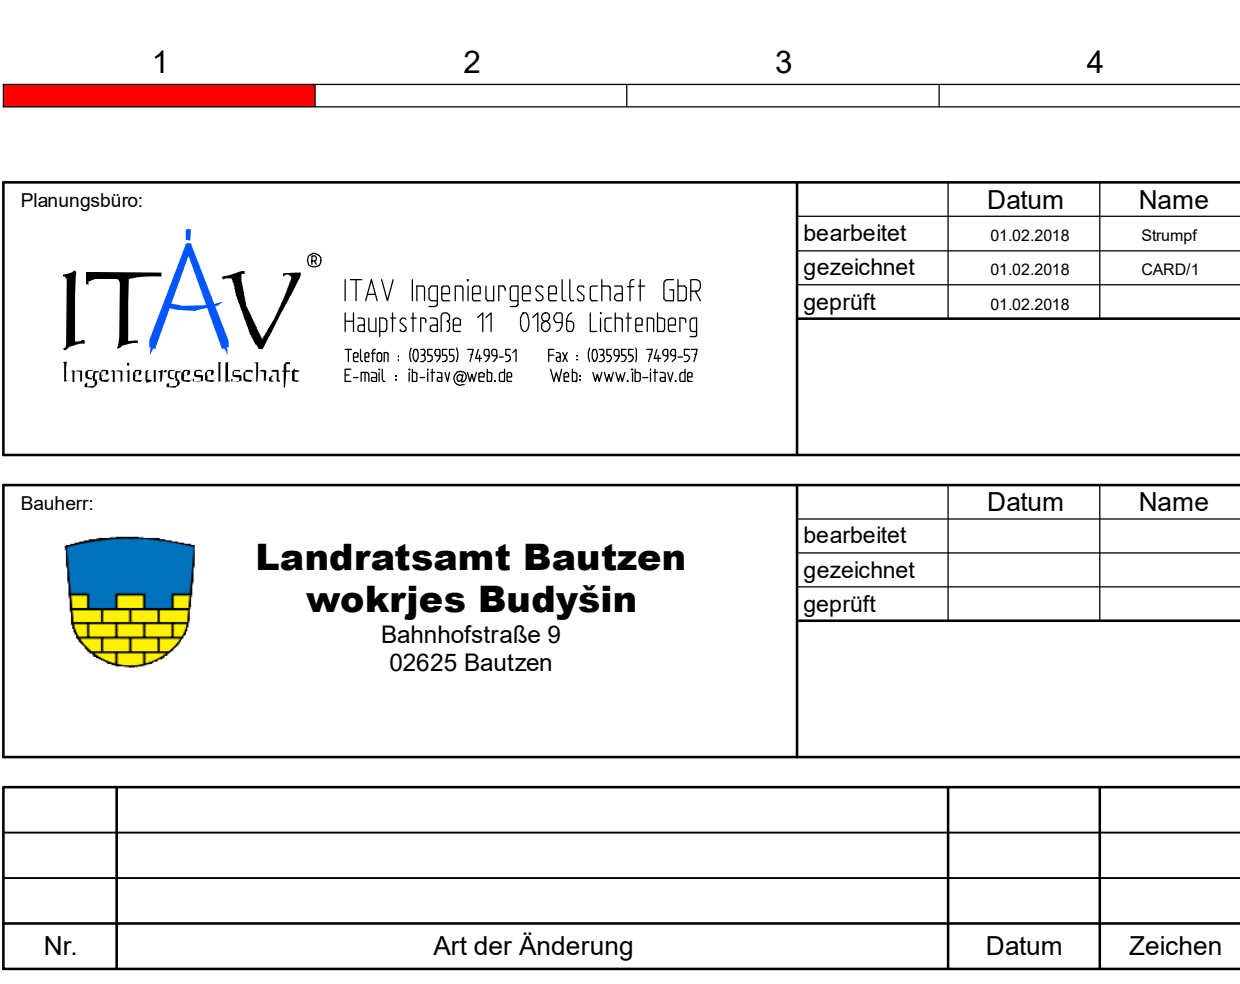 1 2 3 4
Planungsbüro:
ITAV ®
Ingenieurgesellschaft
ITAV Ingenieurgesellschaft GbR
Hauptstraße 11 01896 Lichtenberg
Telefon : (035955) 7499-51 Fax : (035955) 7499-57
E-mail : ib-itav@web.de Web: www.ib-itav.de
Datum Name
bearbeitet 01.02.2018 Strumpf
gezeichnet 01.02.2018 CARD/1
geprüft 01.02.2018
Bauherr:
Landratsamt Bautzen
wokrjes Budyšin
Bahnhofstraße 9
02625 Bautzen
Datum Name
bearbeitet
gezeichnet
geprüft
Nr. Art der Änderung Datum Zeichen